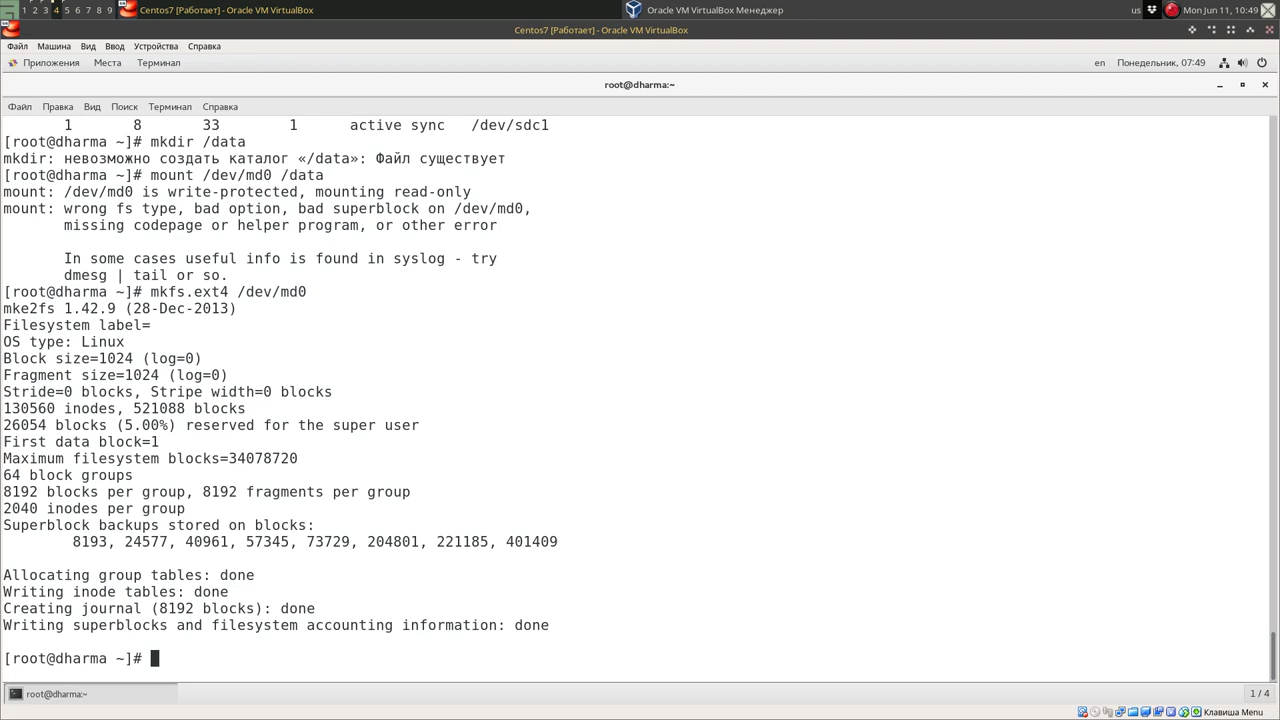 1 2 3 4 5 6 7 8 9 Centos7 [Работает] - Oracle VM VirtualBox Oracle VM VirtualBox Менеджер us Mon Jun 11, 10:49
Centos7 [Работает] - Oracle VM VirtualBox
Файл Машина Вид Ввод Устройства Справка
Приложения Места Терминал en Понедельник, 07:49
root@dharma:~
Файл Правка Вид Поиск Терминал Справка
1 8 33 1 active sync /dev/sdc1
[root@dharma ~]# mkdir /data
mkdir: невозможно создать каталог «/data»: Файл существует
[root@dharma ~]# mount /dev/md0 /data
mount: /dev/md0 is write-protected, mounting read-only
mount: wrong fs type, bad option, bad superblock on /dev/md0,
missing codepage or helper program, or other error
In some cases useful info is found in syslog - try
dmesg | tail or so.
[root@dharma ~]# mkfs.ext4 /dev/md0
mke2fs 1.42.9 (28-Dec-2013)
Filesystem label=
OS type: Linux
Block size=1024 (log=0)
Fragment size=1024 (log=0)
Stride=0 blocks, Stripe width=0 blocks
130560 inodes, 521088 blocks
26054 blocks (5.00%) reserved for the super user
First data block=1
Maximum filesystem blocks=34078720
64 block groups
8192 blocks per group, 8192 fragments per group
2040 inodes per group
Superblock backups stored on blocks:
8193, 24577, 40961, 57345, 73729, 204801, 221185, 401409
Allocating group tables: done
Writing inode tables: done
Creating journal (8192 blocks): done
Writing superblocks and filesystem accounting information: done
[root@dharma ~]#
root@dharma:~ 1 / 4
Клавиша Menu